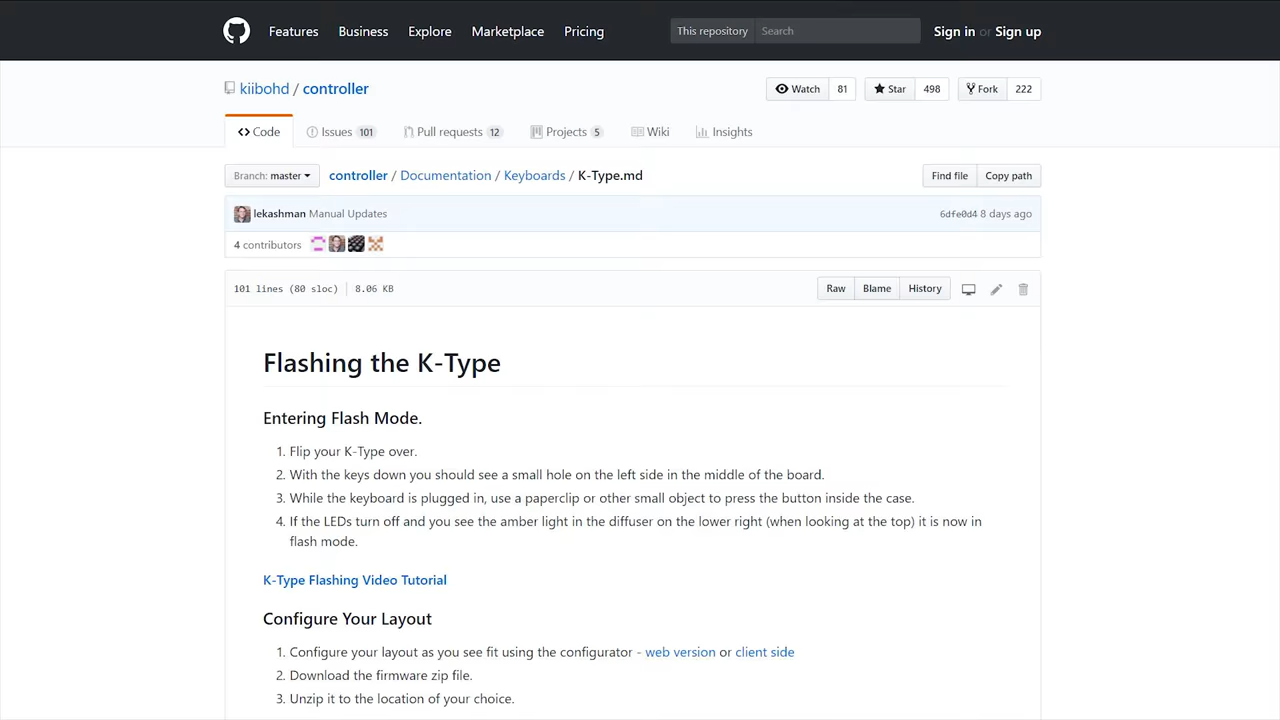 Features Business Explore Marketplace Pricing This repository Search Sign in or Sign up
kiibohd / controller Watch 81 Star 498 Fork 222
Code Issues 101 Pull requests 12 Projects 5 Wiki Insights
Branch: master controller / Documentation / Keyboards / K-Type.md Find file Copy path
lekashman Manual Updates 6dfe0d4 8 days ago
4 contributors
101 lines (80 sloc) 8.06 KB Raw Blame History
Flashing the K-Type
Entering Flash Mode.
1. Flip your K-Type over.
2. With the keys down you should see a small hole on the left side in the middle of the board.
3. While the keyboard is plugged in, use a paperclip or other small object to press the button inside the case.
4. If the LEDs turn off and you see the amber light in the diffuser on the lower right (when looking at the top) it is now in
flash mode.
K-Type Flashing Video Tutorial
Configure Your Layout
1. Configure your layout as you see fit using the configurator - web version or client side
2. Download the firmware zip file.
3. Unzip it to the location of your choice.